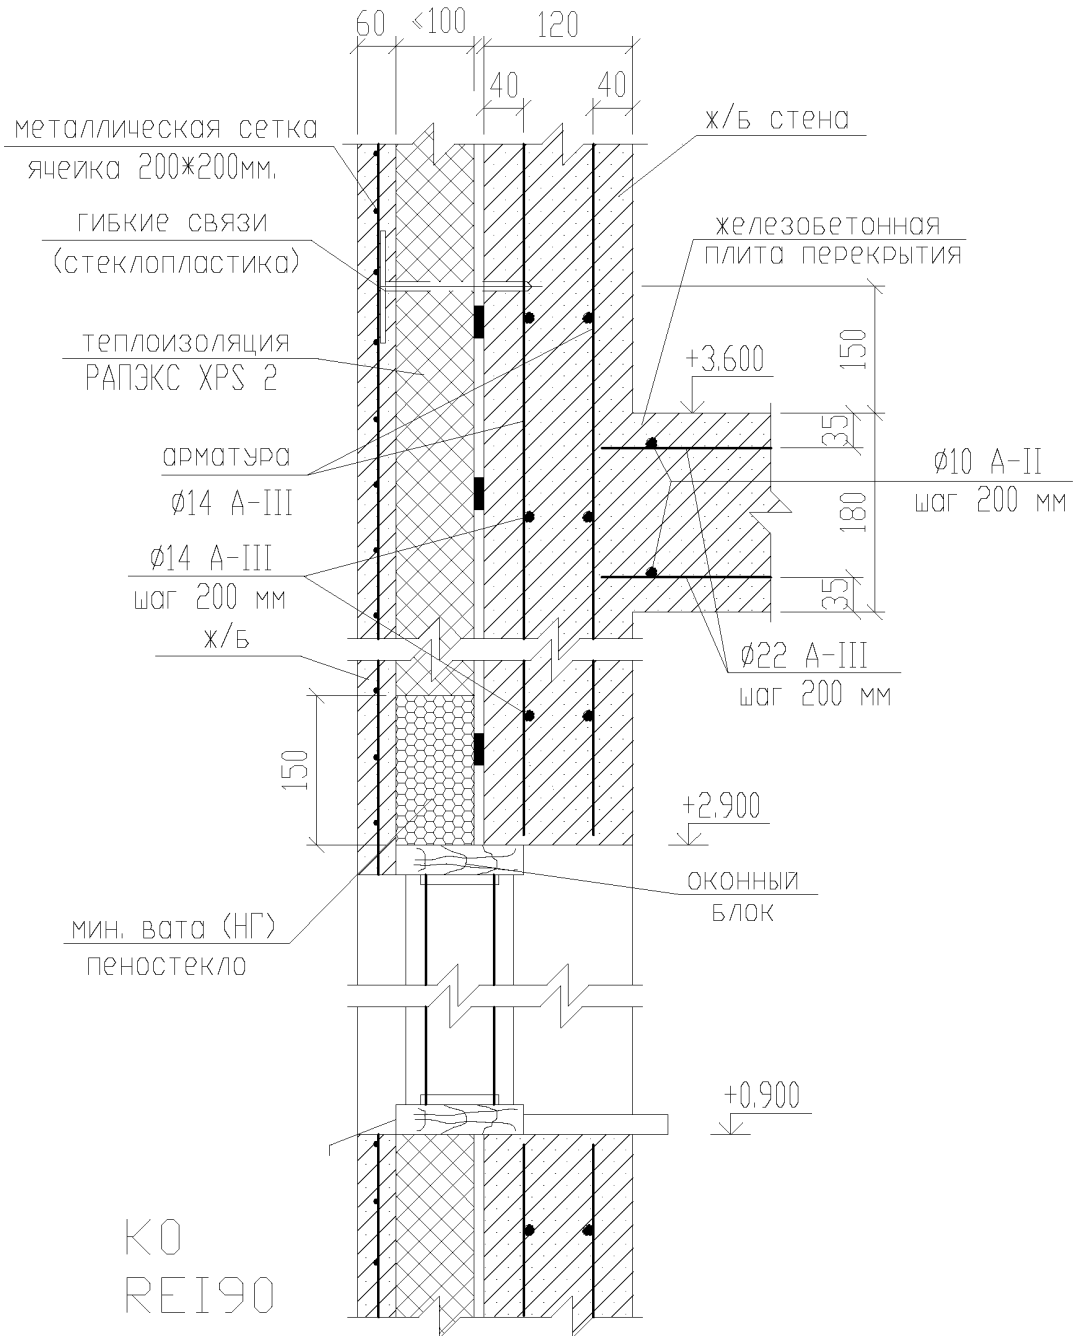 60
<100
120
40
40
металлическая сетка
ячейка 200*200мм.
ж/б стена
гибкие связи
(стеклопластика)
железобетонная
плита перекрытия
теплоизоляция
РАПЭКС XPS 2
+3.600
150
35
арматура
Ø14 А-III
Ø10 А-II
шаг 200 мм
180
Ø14 А-III
шаг 200 мм
35
ж/б
Ø22 А-III
шаг 200 мм
150
+2.900
оконный
блок
мин. вата (НГ)
пеностекло
+0.900
К0
REI90